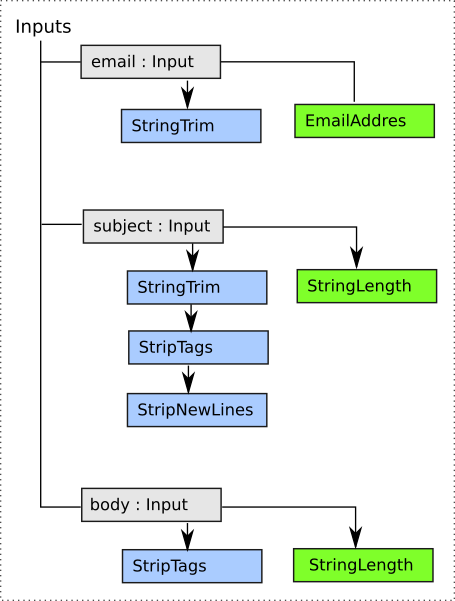 Inputs
email : Input
StringTrim
EmailAddres
subject : Input
StringTrim
StringLength
StripTags
StripNewLines
body : Input
StripTags
StringLength